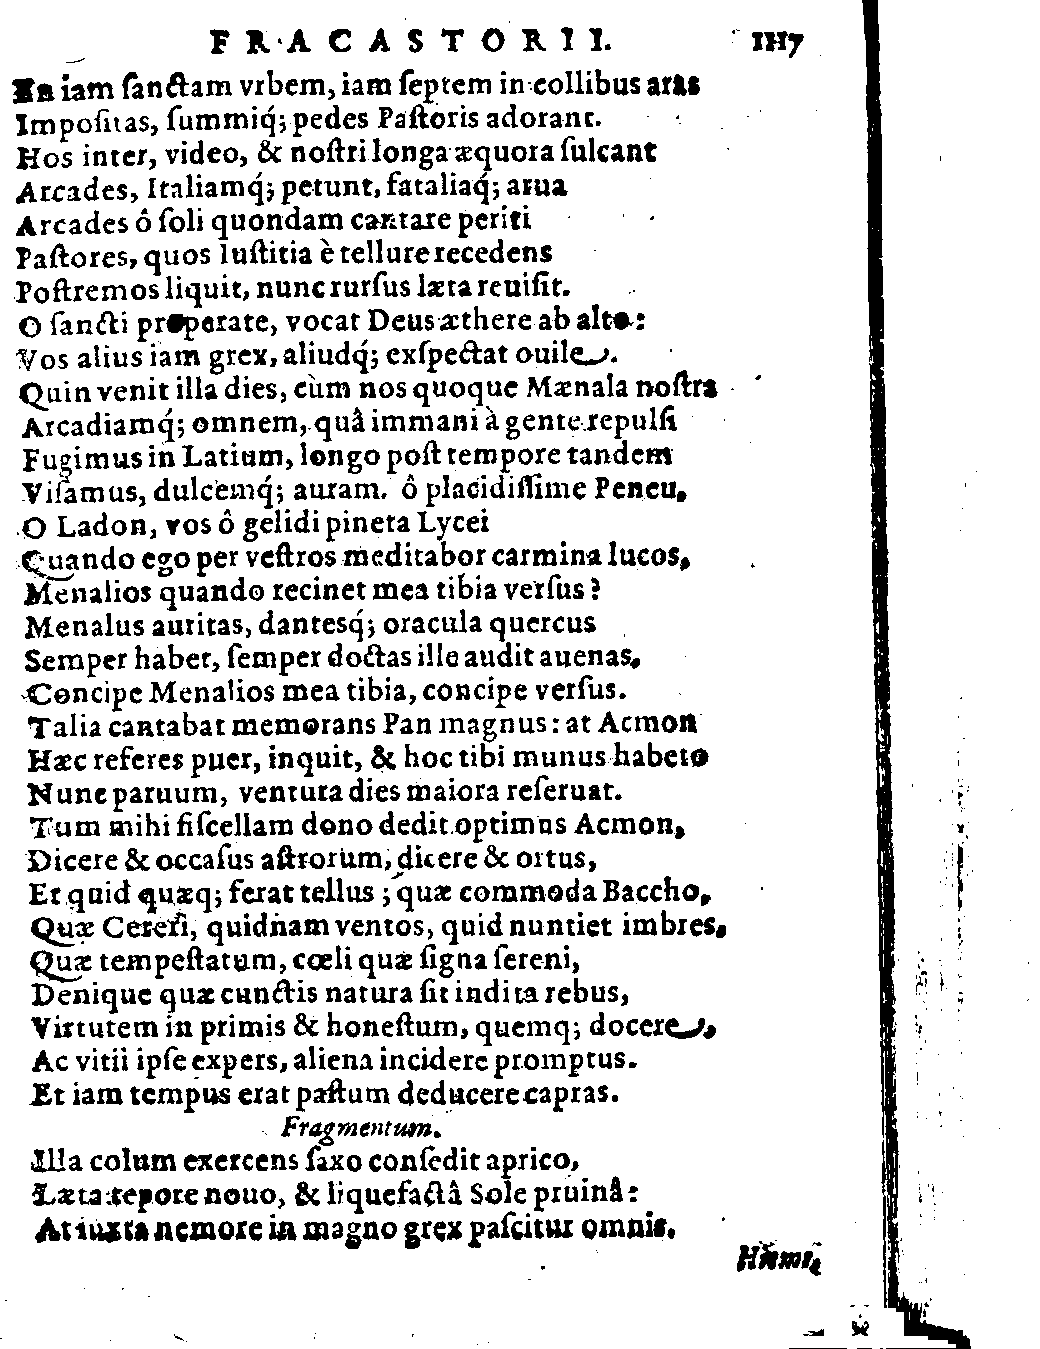 FRACASTORII. 1117
En iam ſanctam vrbem, iam ſeptem in collibus aras
Impoſitas, ſummiq́; pedes Paſtoris adorant.
Hos inter, video, & noſtri longa æquora ſulcant
Arcades, Italiamq́; petunt, fataliaq́; arua
Arcades ô ſoli quondam cantare periti
Paſtores, quos Iuſtitia è tellure recedens
Poſtremos liquit, nunc rurſus læta reuiſit.
O ſancti properate, vocat Deus æthere ab alto:
Vos alius iam grex, aliudq́; exſpectat ouile.
Quin venit illa dies, cùm nos quoque Mænala noſtra
Arcadiamq́; omnem, quâ immani à gente repulſi
Fugimus in Latium, longo poſt tempore tandem
Viſamus, dulcemq́; auram. ô placidiſſime Peneu,
O Ladon, vos ô gelidi pineta Lycei
Quando ego per veſtros meditabor carmina lucos,
Menalios quando recinet mea tibia verſus?
Menalus auritas, dantesq́; oracula quercus
Semper habet, ſemper doctas ille audit auenas,
Concipe Menalios mea tibia, concipe verſus.
Talia cantabat memorans Pan magnus: at Acmon
Hæc referes puer, inquit, & hoc tibi munus habeto
Nunc paruum, ventura dies maiora reſeruat.
Tum mihi fiſcellam dono dedit optimus Acmon,
Dicere & occaſus aſtrorum, dicere & ortus,
Et quid quæq; ferat tellus; quæ commoda Baccho,
Quæ Cereri, quidnam ventos, quid nuntiet imbres,
Quæ tempeſtatum, cœli quæ ſigna ſereni,
Denique quæ cunctis natura ſit indita rebus,
Virtutem in primis & honeſtum, quemq; docere,
Ac vitii ipſe expers, aliena incidere promptus.
Et iam tempus erat paſtum deducere capras.
Fragmentum.
Illa colum exercens ſaxo conſedit aprico,
Læta tepore nouo, & liquefactâ Sole pruinâ:
At iuxta nemore in magno grex paſcitur omnis.